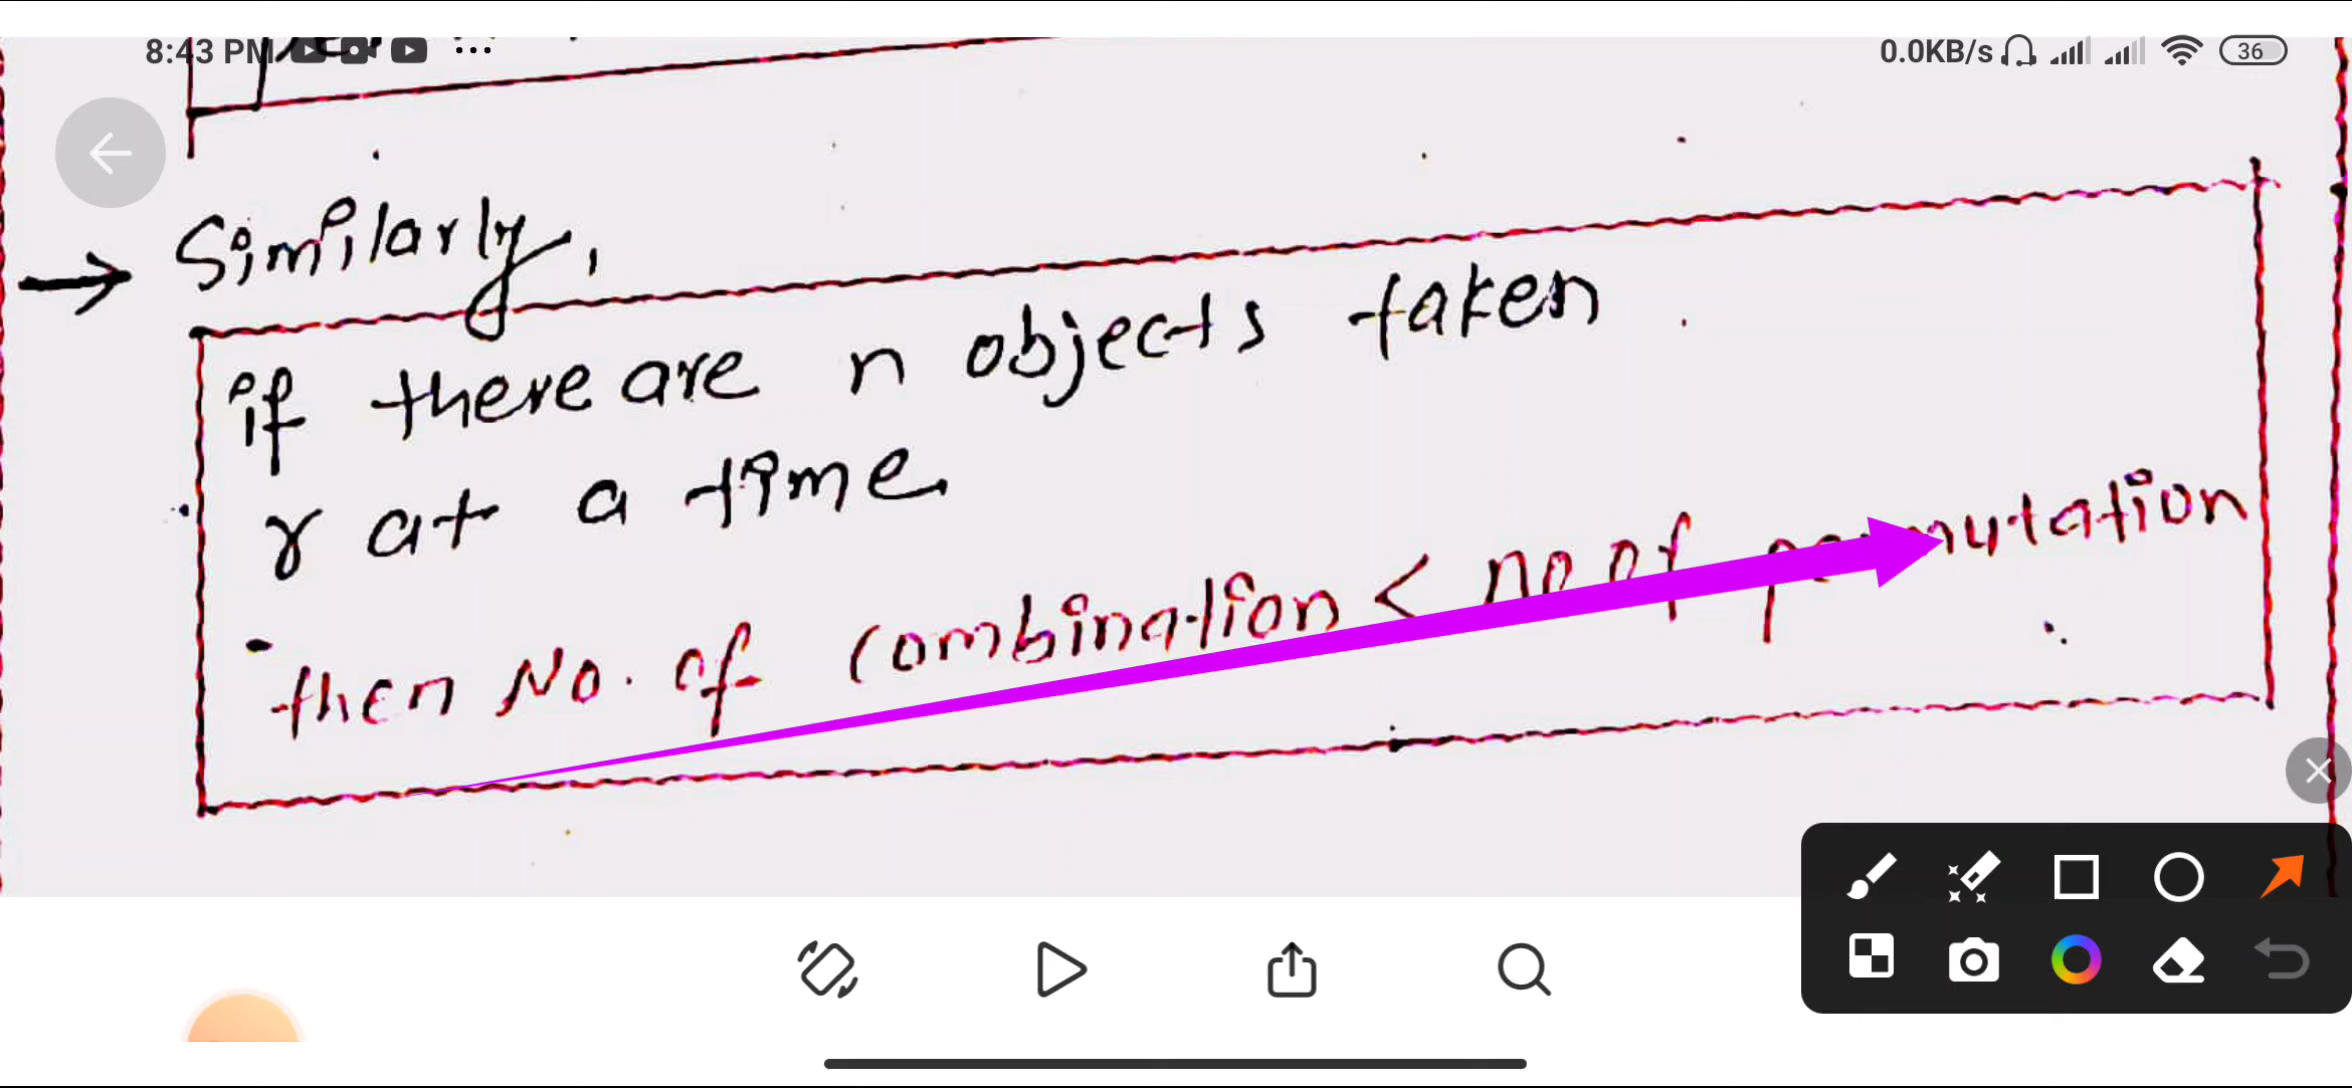 8:43 PM ...
0.0KB/s 36
→ Similarly,
if there are n objects taken
r at a time
then No. of combination < no of permutation